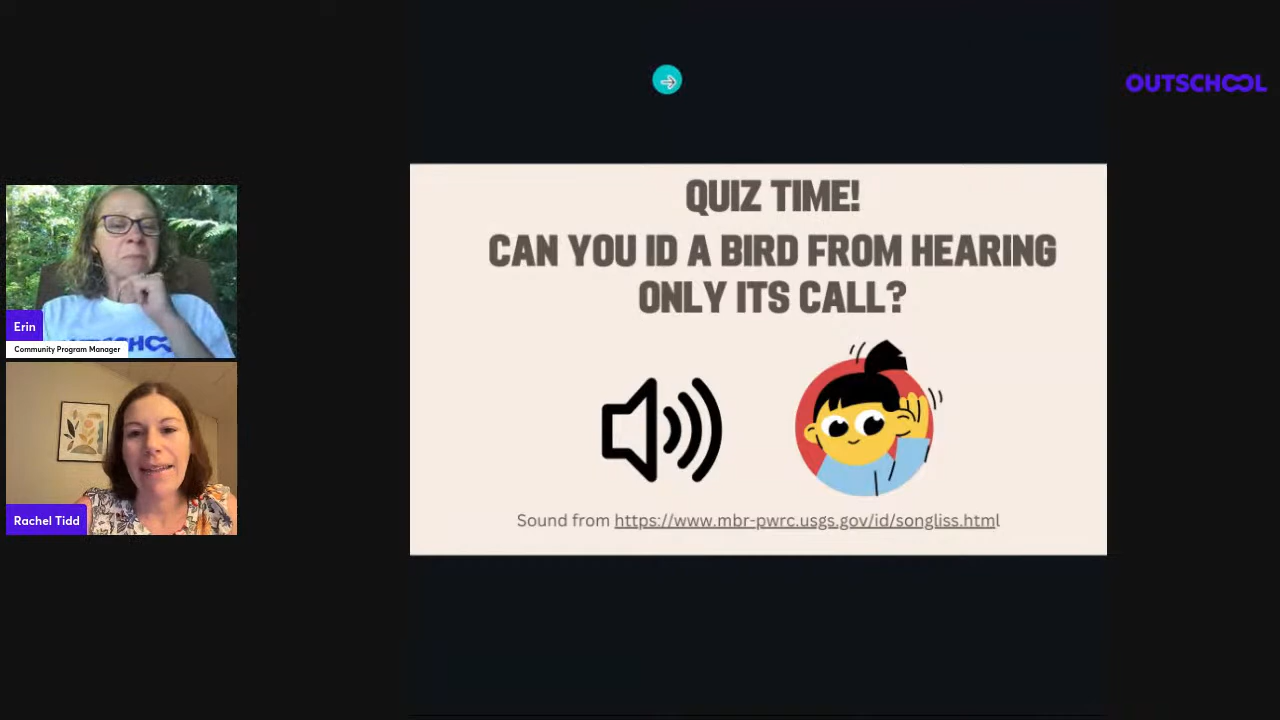 OUTSCHOOL
QUIZ TIME!
CAN YOU ID A BIRD FROM HEARING
ONLY ITS CALL?
Sound from https://www.mbr-pwrc.usgs.gov/id/songliss.html
Erin
Community Program Manager
Rachel Tidd